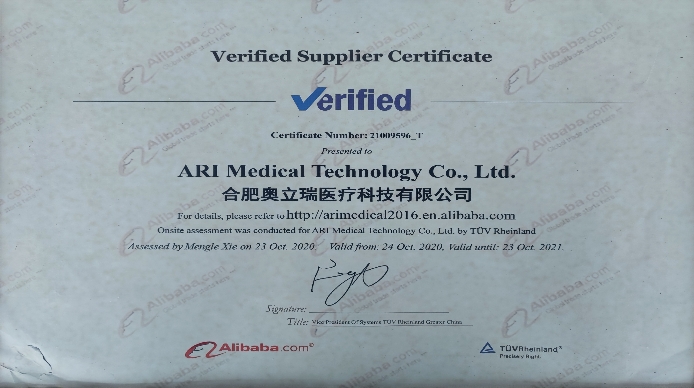 Verified Supplier Certificate
Verified
Certificate Number: 21009596_T
Presented to
ARI Medical Technology Co., Ltd.
合肥奥立瑞医疗科技有限公司
For details, please refer to http://arimedical2016.en.alibaba.com
Onsite assessment was conducted for ARI Medical Technology Co., Ltd. by TÜV Rheinland
Assessed by Mengle Xie on 23 Oct. 2020, Valid from: 24 Oct. 2020, Valid until: 23 Oct. 2021.
Signature:
Title: Vice President Of Systems TÜV Rheinland Greater China
Alibaba.com®
TÜVRheinland®
Precisely Right.